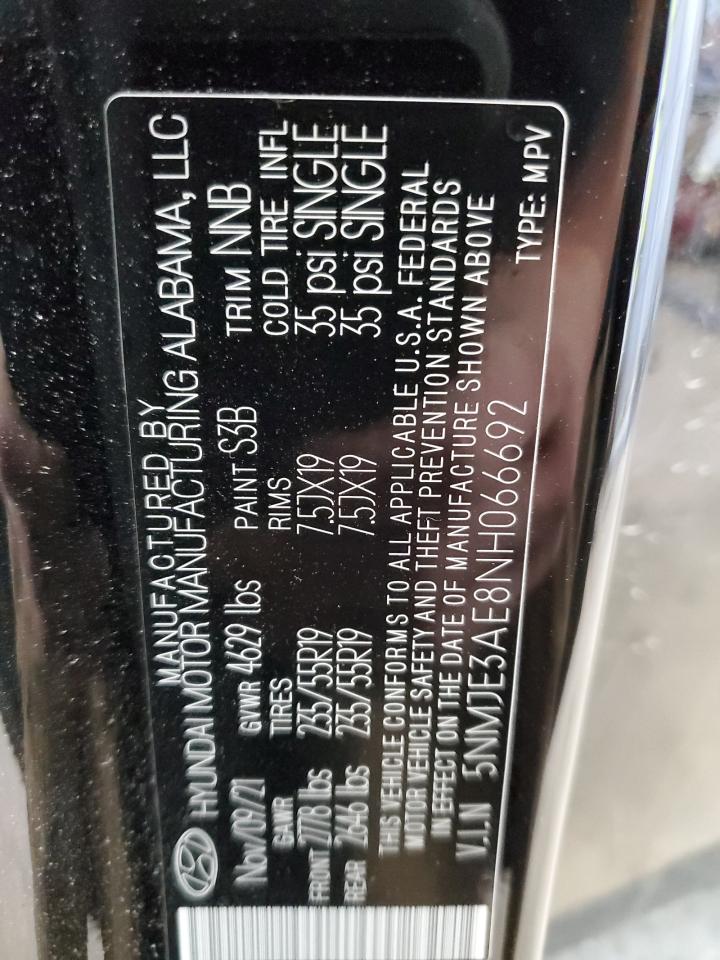 MANUFACTURED BY
HYUNDAI MOTOR MANUFACTURING ALABAMA, LLC
Nov/09/21 GVWR 4629 lbs PAINT S3B TRIM NNB
GAWR TIRES RIMS COLD TIRE INFL
FRONT 2778 lbs 235/55R19 7.5JX19 35 psi SINGLE
REAR 2646 lbs 235/55R19 7.5JX19 35 psi SINGLE
THIS VEHICLE CONFORMS TO ALL APPLICABLE U.S.A. FEDERAL
MOTOR VEHICLE SAFETY AND THEFT PREVENTION STANDARDS
IN EFFECT ON THE DATE OF MANUFACTURE SHOWN ABOVE
V.I.N 5NMJE3AE8NH066692 TYPE: MPV